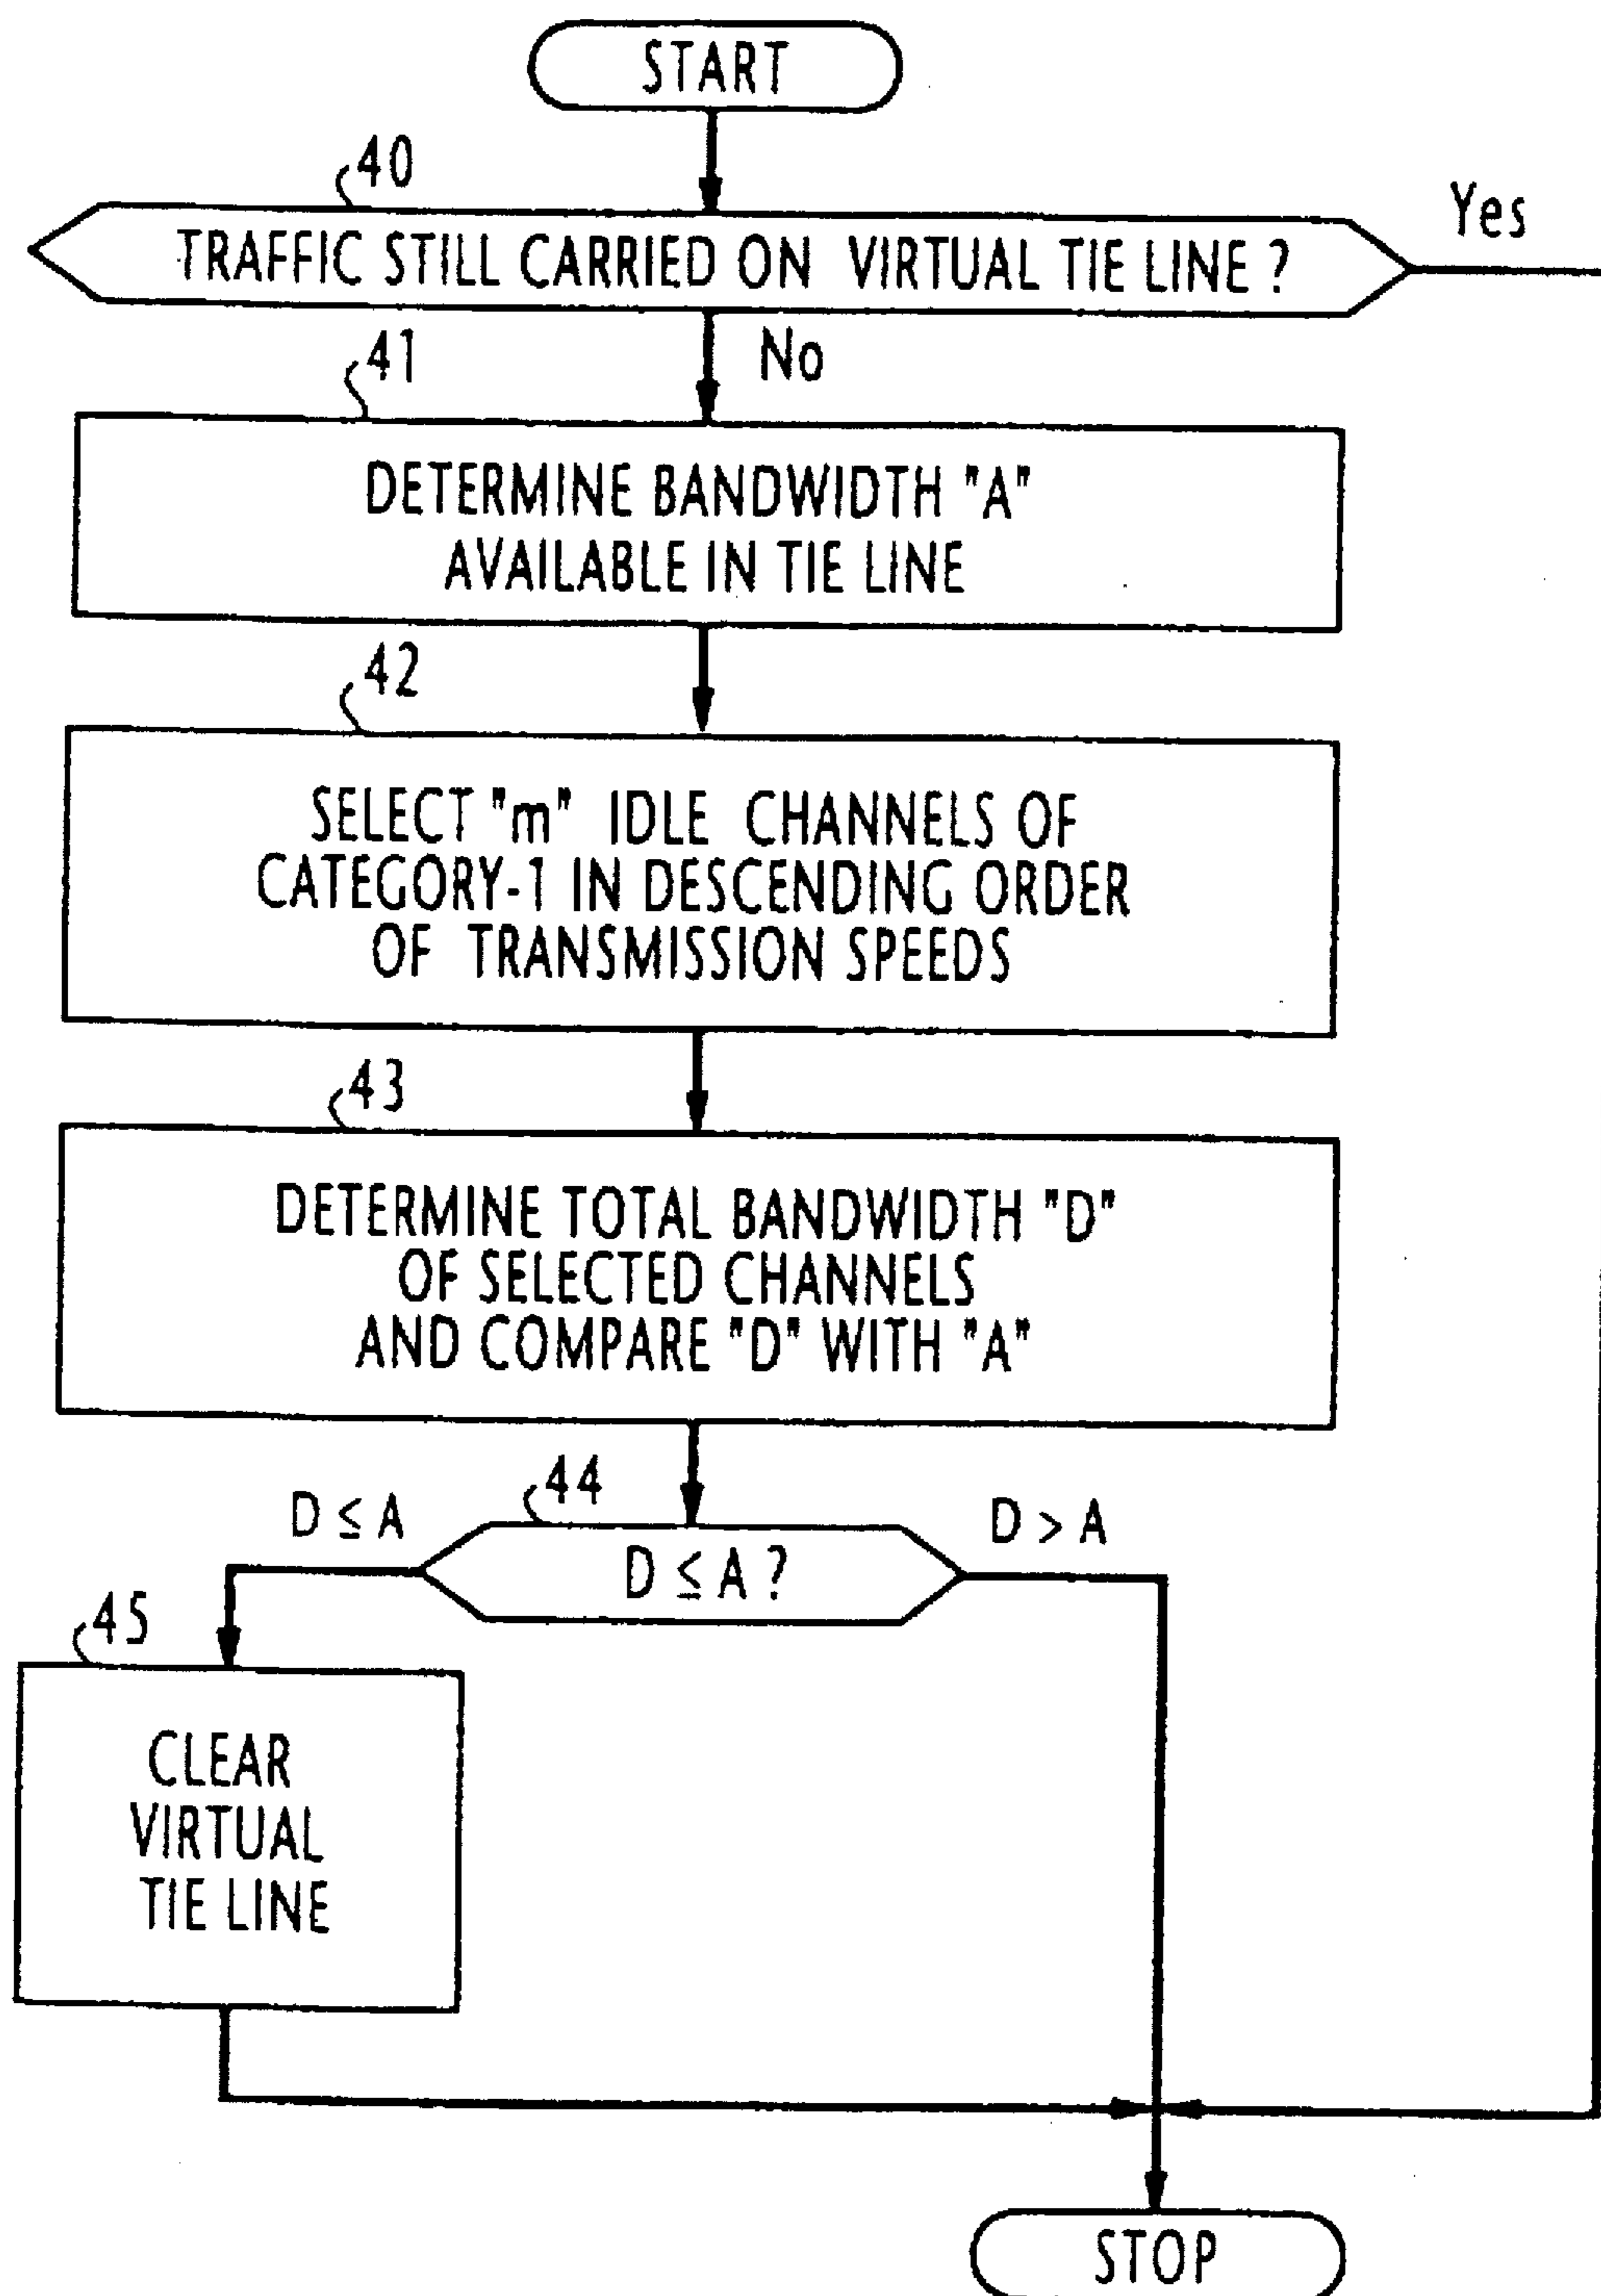 START
40
Yes
TRAFFIC STILL CARRIED ON VIRTUAL TIE LINE ?
41
No
DETERMINE BANDWIDTH "A"
AVAILABLE IN TIE LINE
42
SELECT "m" IDLE CHANNELS OF
CATEGORY-1 IN DESCENDING ORDER
OF TRANSMISSION SPEEDS
43
DETERMINE TOTAL BANDWIDTH "D"
OF SELECTED CHANNELS
AND COMPARE "D" WITH "A"
44
D ≤ A
D > A
D ≤ A ?
45
CLEAR
VIRTUAL
TIE LINE
STOP